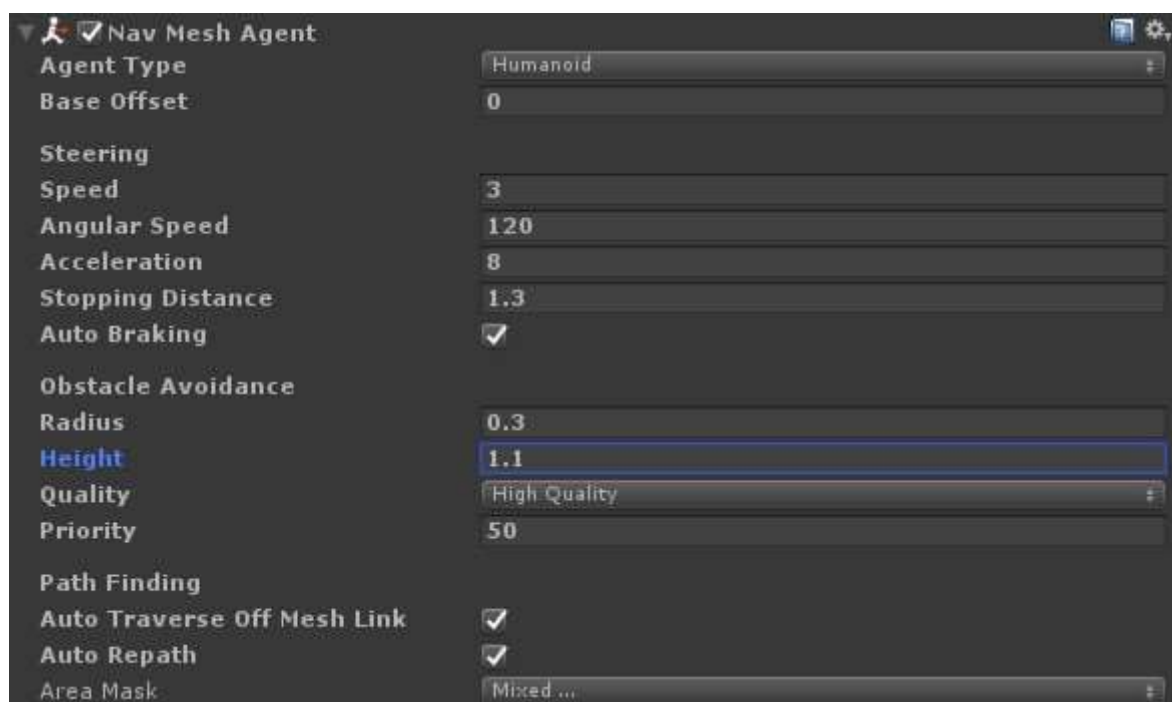 Nav Mesh Agent
Agent Type Humanoid
Base Offset 0
Steering
Speed 3
Angular Speed 120
Acceleration 8
Stopping Distance 1.3
Auto Braking
Obstacle Avoidance
Radius 0.3
Height 1.1
Quality High Quality
Priority 50
Path Finding
Auto Traverse Off Mesh Link
Auto Repath
Area Mask Mixed ...